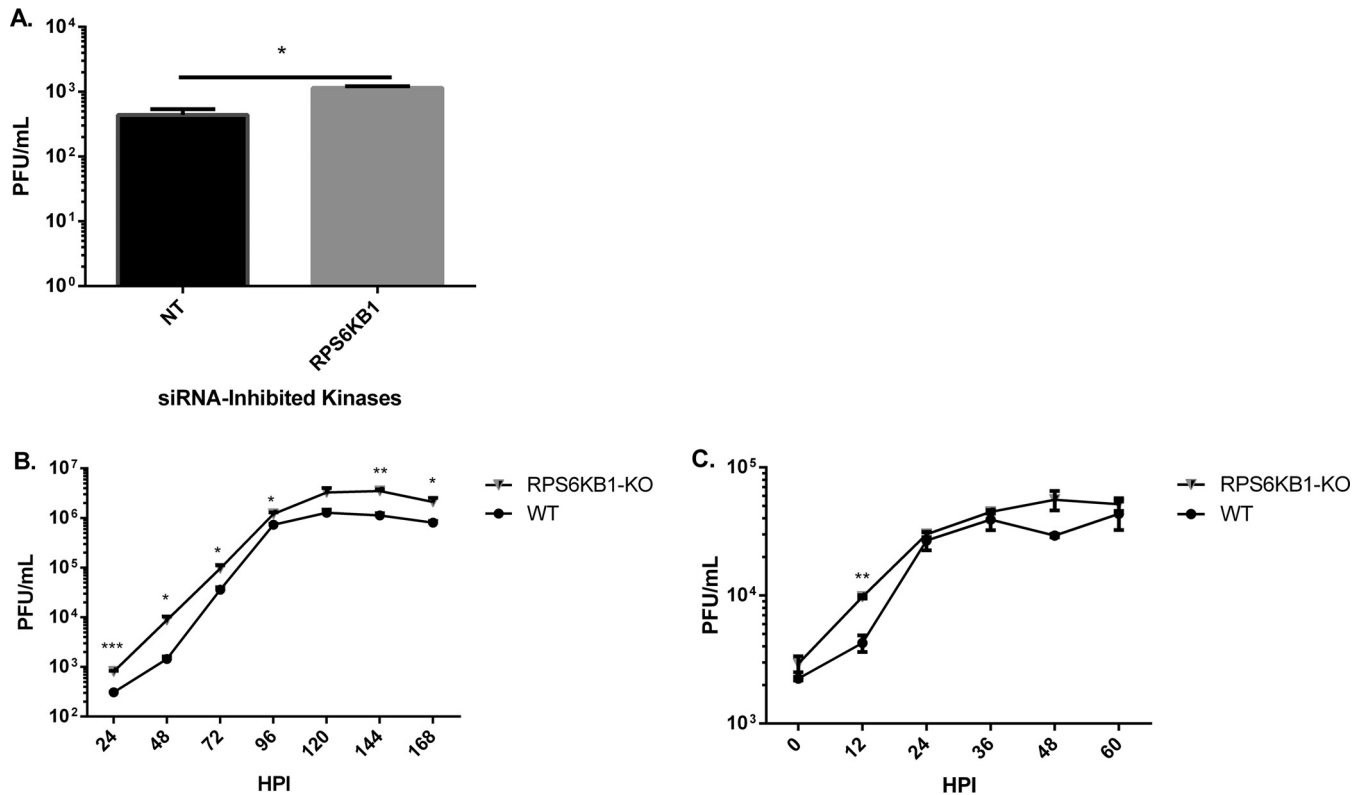 A.
10⁴
10³
10²
10¹
10⁰
PFU/mL
*
NT
RPS6KB1
siRNA-Inhibited Kinases
B.
10⁷
10⁶
10⁵
10⁴
10³
10²
PFU/mL
***
*
*
*
**
*
24
48
72
96
120
144
168
HPI
RPS6KB1-KO
WT
C.
10⁵
10⁴
10³
PFU/mL
**
0
12
24
36
48
60
HPI
RPS6KB1-KO
WT